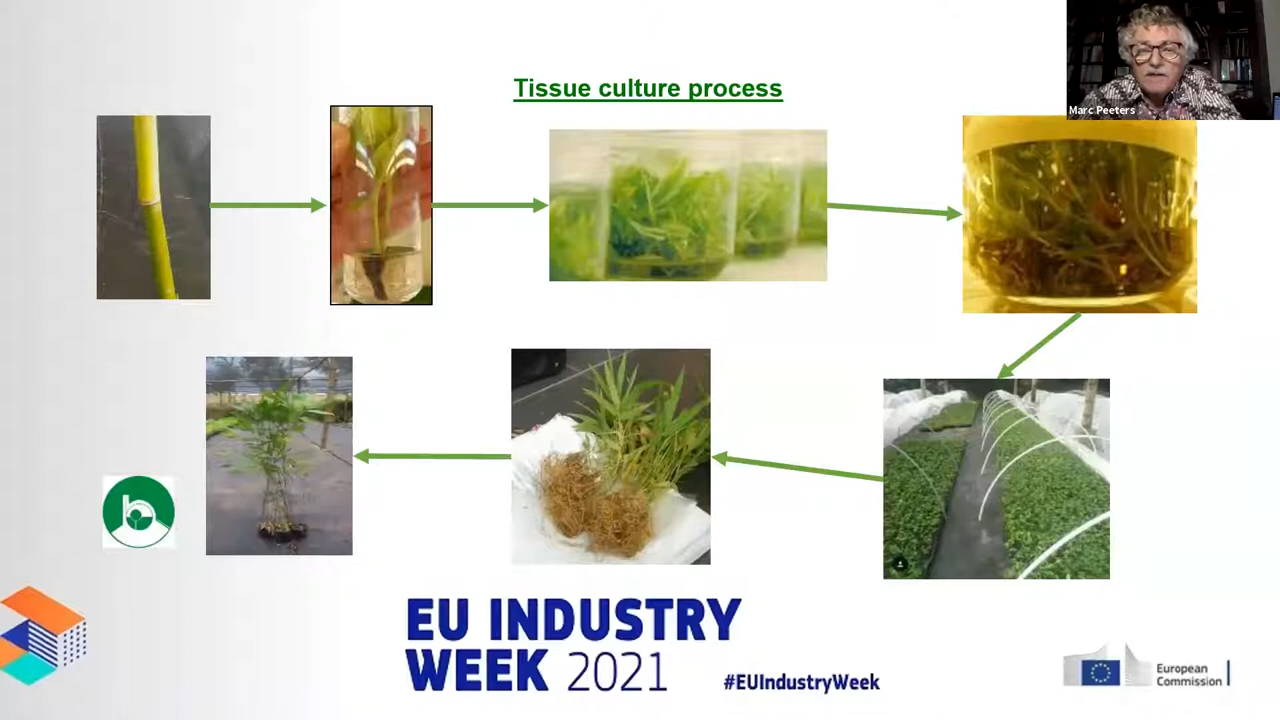 Marc Peeters
Tissue culture process
b
EU INDUSTRY
WEEK 2021
#EUIndustryWeek
European
Commission